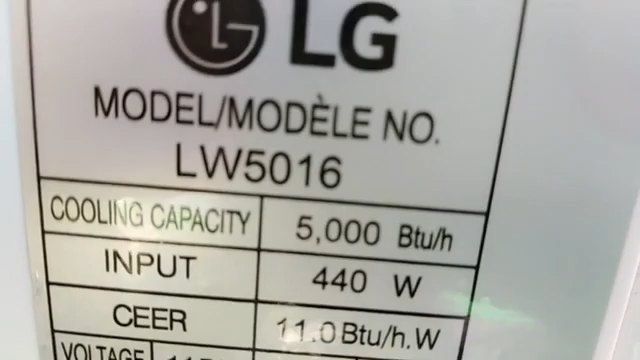 LG
MODEL/MODÈLE NO.
LW5016
COOLING CAPACITY 5,000 Btu/h
INPUT 440 W
CEER 11.0 Btu/h.W
VOLTAGE